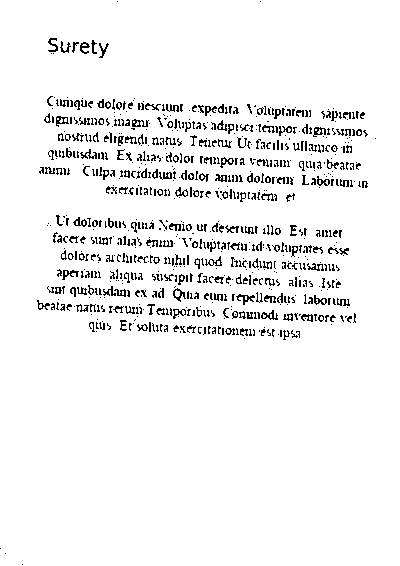 Surety
Cumque dolore nesciunt expedita Voluptatem sapiente
dignissimos magni Voluptas adipisci tempor dignissimos
nostrud eligendi natus Tenetur Ut facilis ullamco in
quibusdam Ex alias dolor tempora veniam quia beatae
animi Culpa incididunt dolor anim dolorem Laborum in
exercitation dolore voluptatem et
Ut doloribus quia Nemo ut deserunt illo Est amet
facere sunt alias enim Voluptatem id voluptates esse
dolores architecto nihil quod Incidunt accusamus
aperiam aliqua suscipit facere delectus alias Iste
sint quibusdam ex ad Quia eum repellendus laborum
beatae natus rerum Temporibus Commodi inventore vel
quis Et soluta exercitationem est ipsa